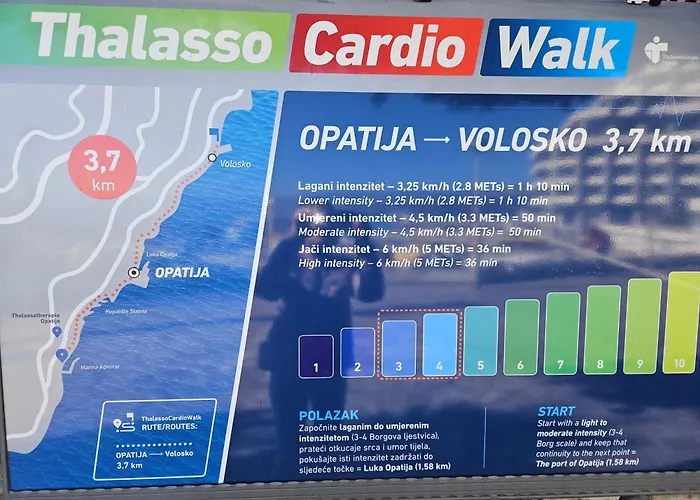 Thalasso Cardio Walk
Thalassotherapia
OPATIJA → VOLOSKO 3,7 km
3,7
km
Volosko
Luka Opatija
OPATIJA
Kupalište Slatina
Thalassotherapia
Opatija
Marina Admiral
ThalassoCardioWalk
RUTE/ROUTES:
OPATIJA → Volosko
3,7 km
Lagani intenzitet – 3,25 km/h (2.8 METs) = 1 h 10 min
Lower intensity – 3,25 km/h (2.8 METs) = 1 h 10 min
Umjereni intenzitet – 4,5 km/h (3.3 METs) = 50 min
Moderate intensity – 4,5 km/h (3.3 METs) = 50 min
Jači intenzitet – 6 km/h (5 METs) = 36 min
High intensity – 6 km/h (5 METs) = 36 min
1 2 3 4 5 6 7 8 9 10
POLAZAK
Započnite laganim do umjerenim
intenzitetom (3-4 Borgova ljestvica),
prateći otkucaje srca i umor tijela,
pokušajte isti intenzitet zadržati do
sljedeće točke = Luka Opatija (1,58 km)
START
Start with a light to
moderate intensity (3-4
Borg scale) and keep that
continuity to the next point =
The port of Opatija (1,58 km)